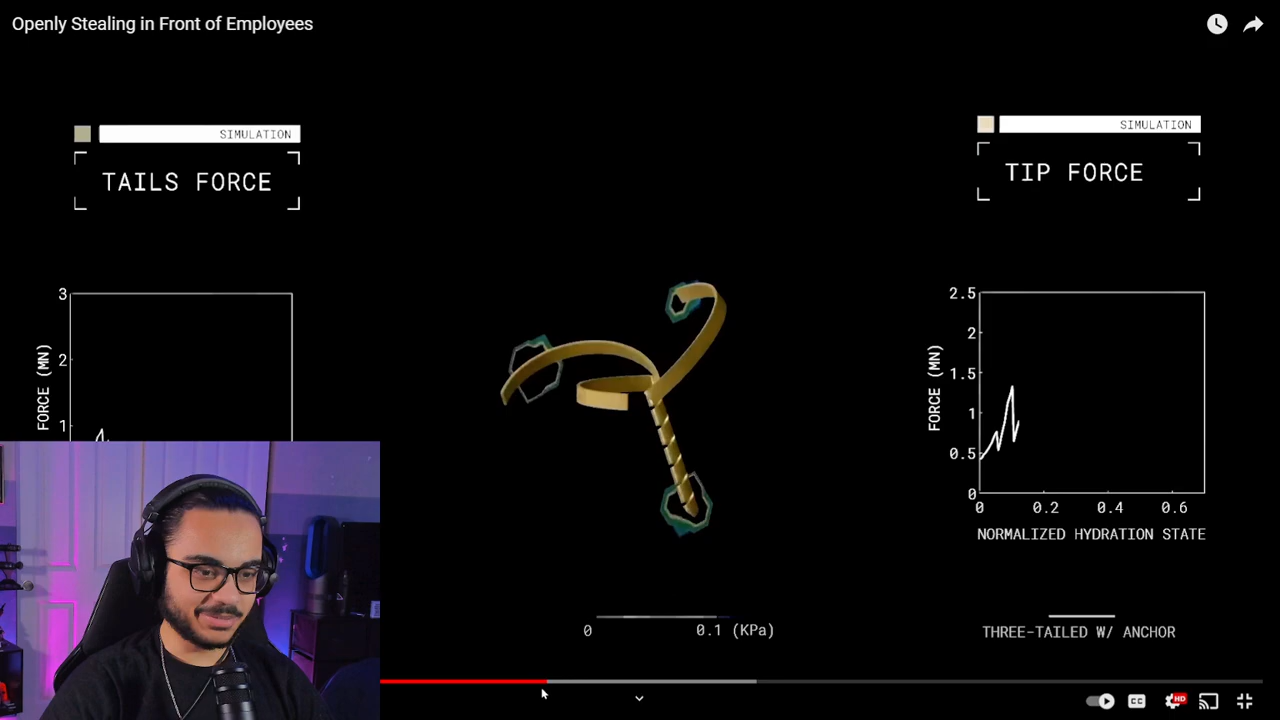 Openly Stealing in Front of Employees
SIMULATION
TAILS FORCE
SIMULATION
TIP FORCE
3
2
1
FORCE (MN)
2.5
2
1.5
1
0.5
0
FORCE (MN)
0
0.2
0.4
0.6
NORMALIZED HYDRATION STATE
0
0.1 (KPa)
THREE-TAILED W/ ANCHOR
CC
HD